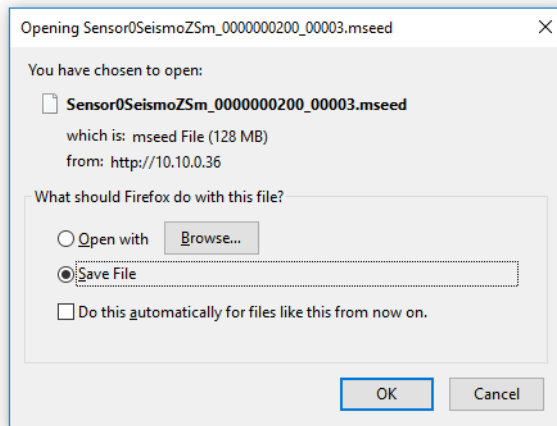 Opening Sensor0SeismoZSm_0000000200_00003.mseed
You have chosen to open:
Sensor0SeismoZSm_0000000200_00003.mseed
which is: mseed File (128 MB)
from: http://10.10.0.36
What should Firefox do with this file?
Open with Browse...
Save File
Do this automatically for files like this from now on.
OK Cancel